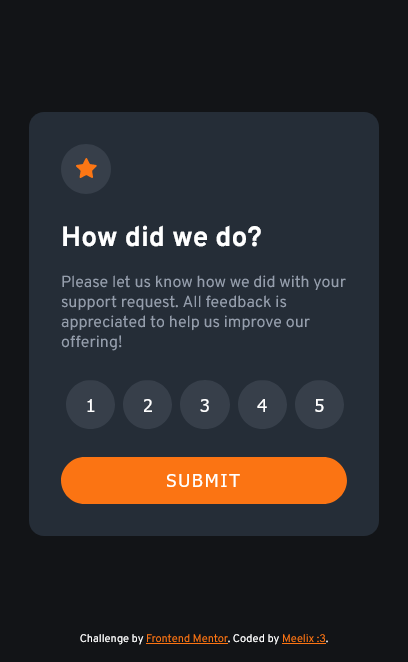 How did we do?
Please let us know how we did with your
support request. All feedback is
appreciated to help us improve our
offering!
1 2 3 4 5
SUBMIT
Challenge by Frontend Mentor. Coded by Meelix :3.